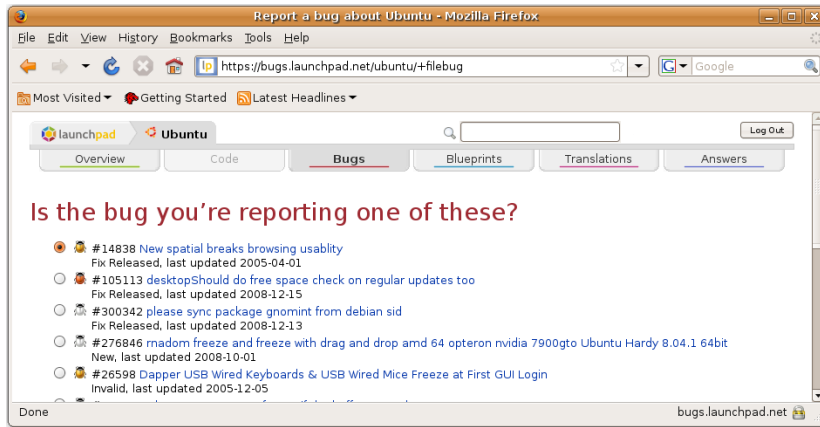 Report a bug about Ubuntu - Mozilla Firefox
File Edit View History Bookmarks Tools Help
lp https://bugs.launchpad.net/ubuntu/+filebug G Google
Most Visited Getting Started Latest Headlines
launchpad Ubuntu Log Out
Overview Code Bugs Blueprints Translations Answers
Is the bug you're reporting one of these?
#14838 New spatial breaks browsing usablity
Fix Released, last updated 2005-04-01
#105113 desktopShould do free space check on regular updates too
Fix Released, last updated 2008-12-15
#300342 please sync package gnomint from debian sid
Fix Released, last updated 2008-12-13
#276846 rnadom freeze and freeze with drag and drop amd 64 opteron nvidia 7900gto Ubuntu Hardy 8.04.1 64bit
New, last updated 2008-10-01
#26598 Dapper USB Wired Keyboards & USB Wired Mice Freeze at First GUI Login
Invalid, last updated 2005-12-05
Done bugs.launchpad.net